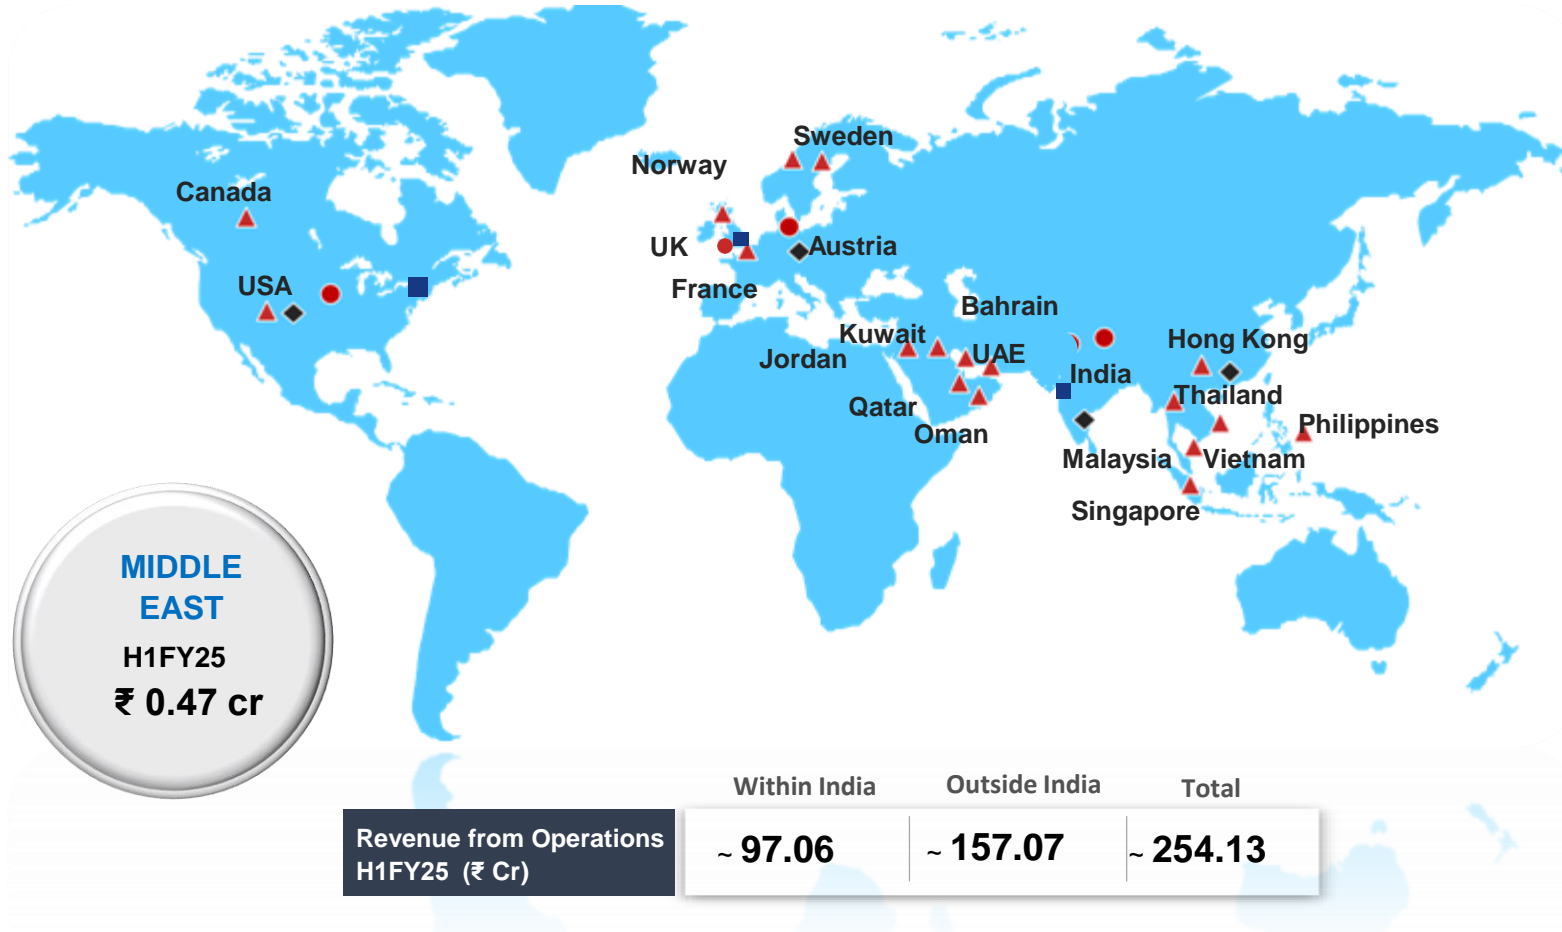 Sweden
Norway
Canada
UK
Austria
USA
France
Bahrain
Kuwait
Hong Kong
Jordan
UAE
India
Thailand
Qatar
Philippines
Oman
Malaysia
Vietnam
Singapore
MIDDLE
EAST
H1FY25
₹ 0.47 cr
Within India Outside India Total
Revenue from Operations
H1FY25 (₹ Cr)
~ 97.06 ~ 157.07 ~ 254.13